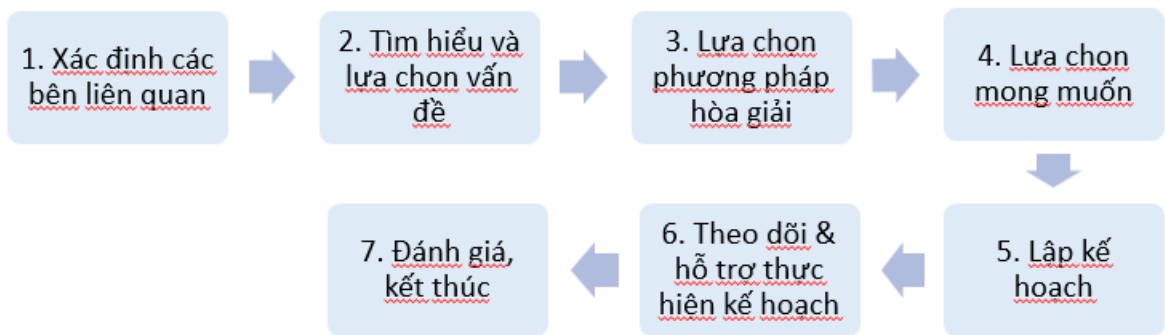 1. Xác định các
bên liên quan
2. Tìm hiểu và
lựa chọn vấn
đề
3. Lựa chọn
phương pháp
hòa giải
4. Lựa chọn
mong muốn
5. Lập kế
hoạch
6. Theo dõi &
hỗ trợ thực
hiện kế hoạch
7. Đánh giá,
kết thúc